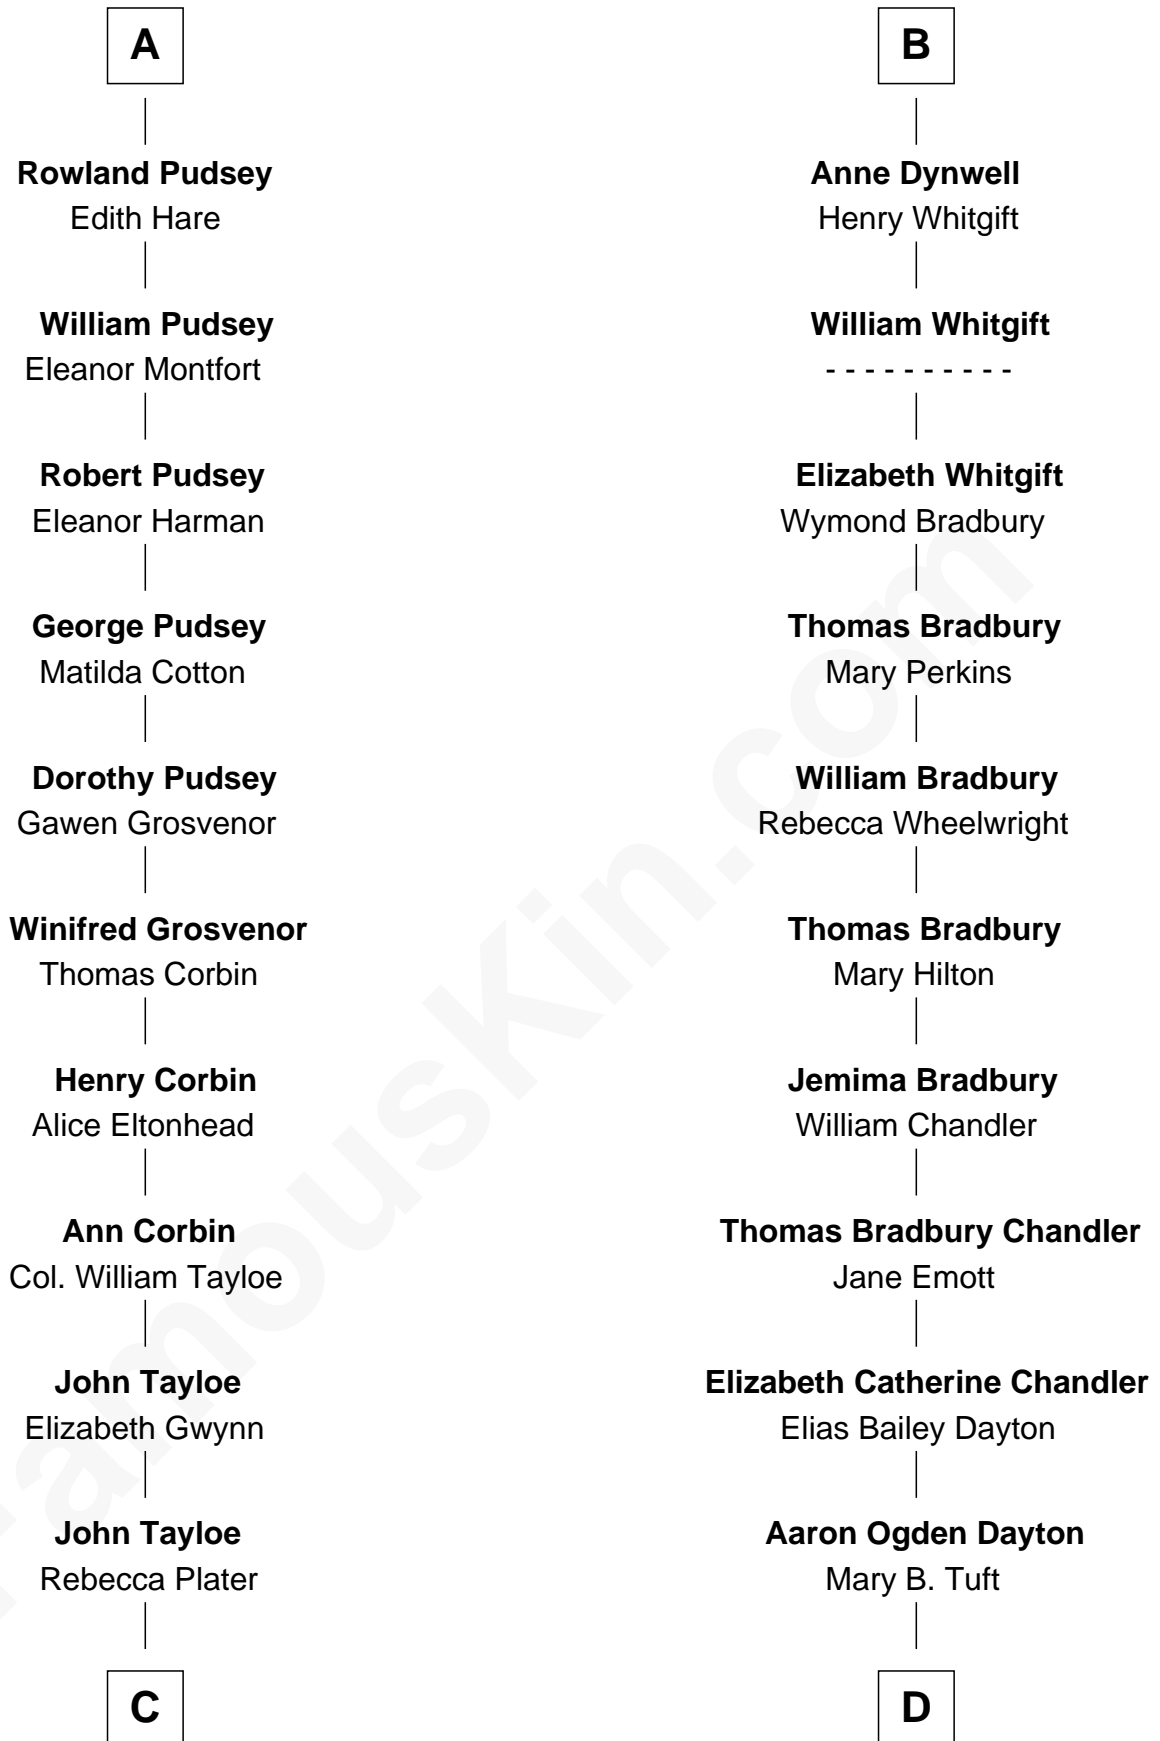 A
Rowland Pudsey
Edith Hare
William Pudsey
Eleanor Montfort
Robert Pudsey
Eleanor Harman
George Pudsey
Matilda Cotton
Dorothy Pudsey
Gawen Grosvenor
Winifred Grosvenor
Thomas Corbin
Henry Corbin
Alice Eltonhead
Ann Corbin
Col. William Tayloe
John Tayloe
Elizabeth Gwynn
John Tayloe
Rebecca Plater
C
B
Anne Dynwell
Henry Whitgift
William Whitgift
- - - - - - - - - -
Elizabeth Whitgift
Wymond Bradbury
Thomas Bradbury
Mary Perkins
William Bradbury
Rebecca Wheelwright
Thomas Bradbury
Mary Hilton
Jemima Bradbury
William Chandler
Thomas Bradbury Chandler
Jane Emott
Elizabeth Catherine Chandler
Elias Bailey Dayton
Aaron Ogden Dayton
Mary B. Tuft
D
FamousKin.com